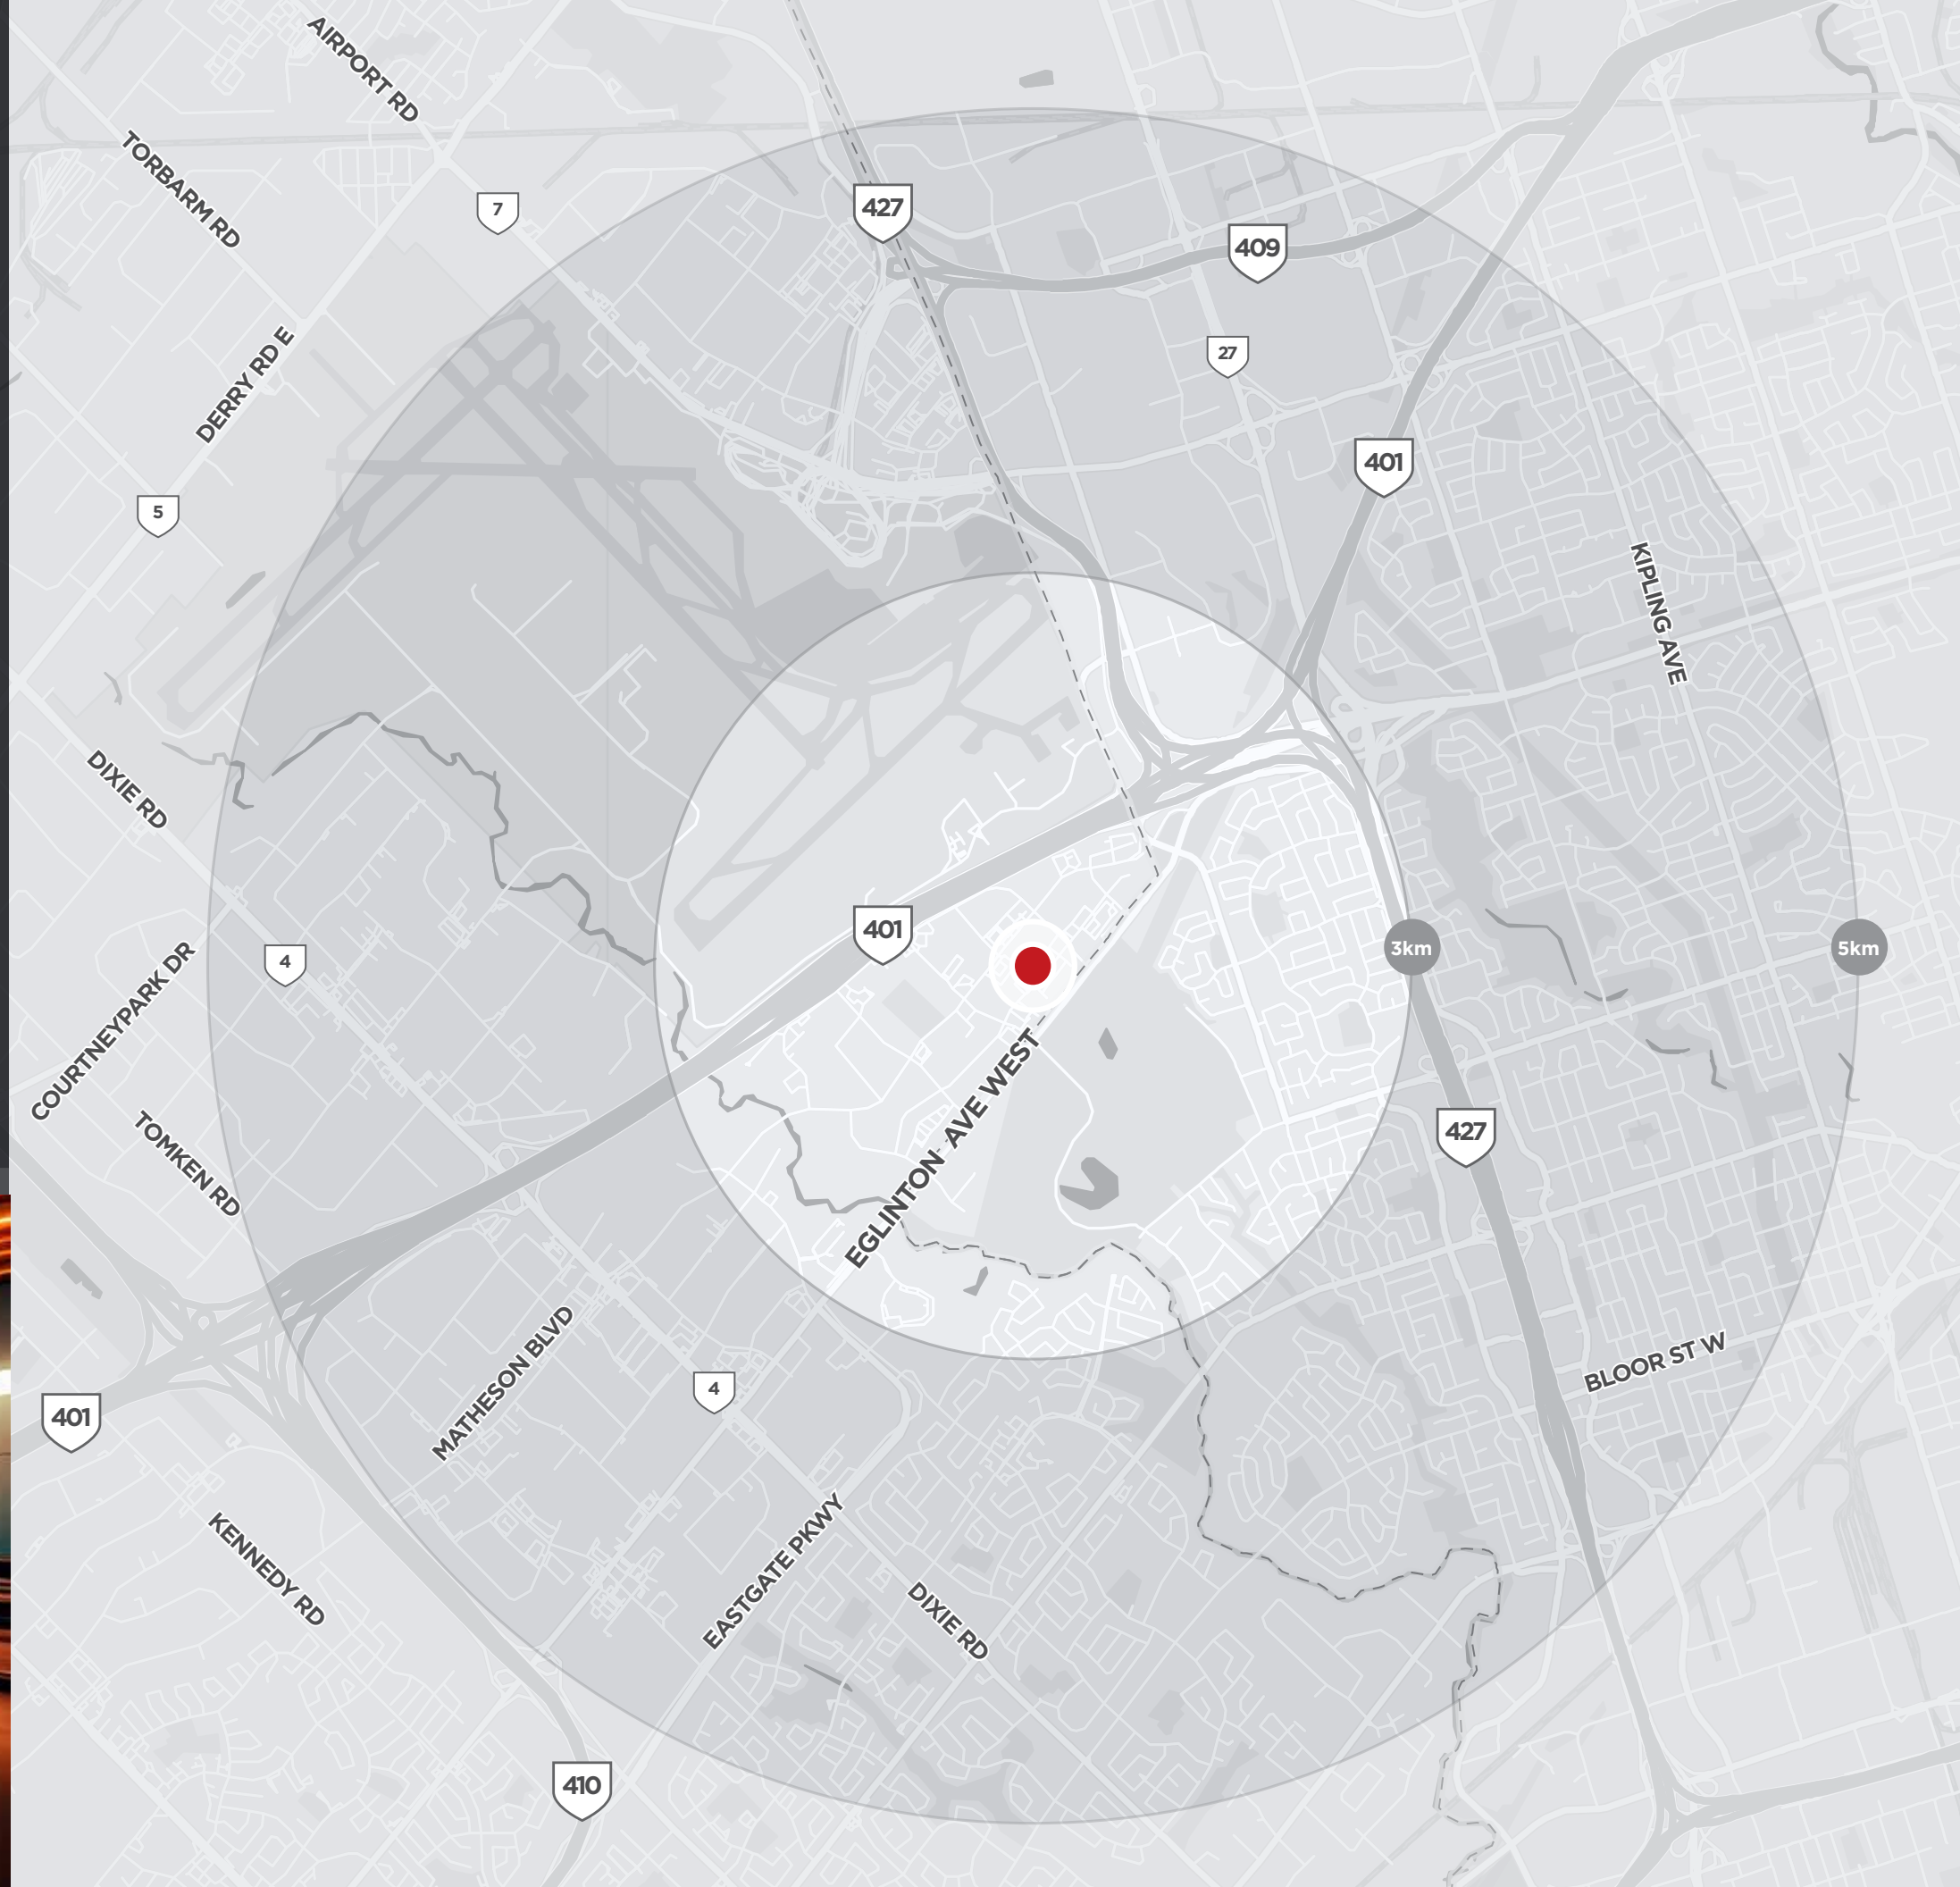 AIRPORT RD
TORBARM RD
7
427
409
27
DERRY RD E
401
5
KIPLING AVE
DIXIE RD
401
3km
5km
COURTNEYPARK DR
4
EGLINTON AVE WEST
427
TOMKEN RD
MATHESON BLVD
4
BLOOR ST W
401
KENNEDY RD
EASTGATE PKWY
DIXIE RD
410